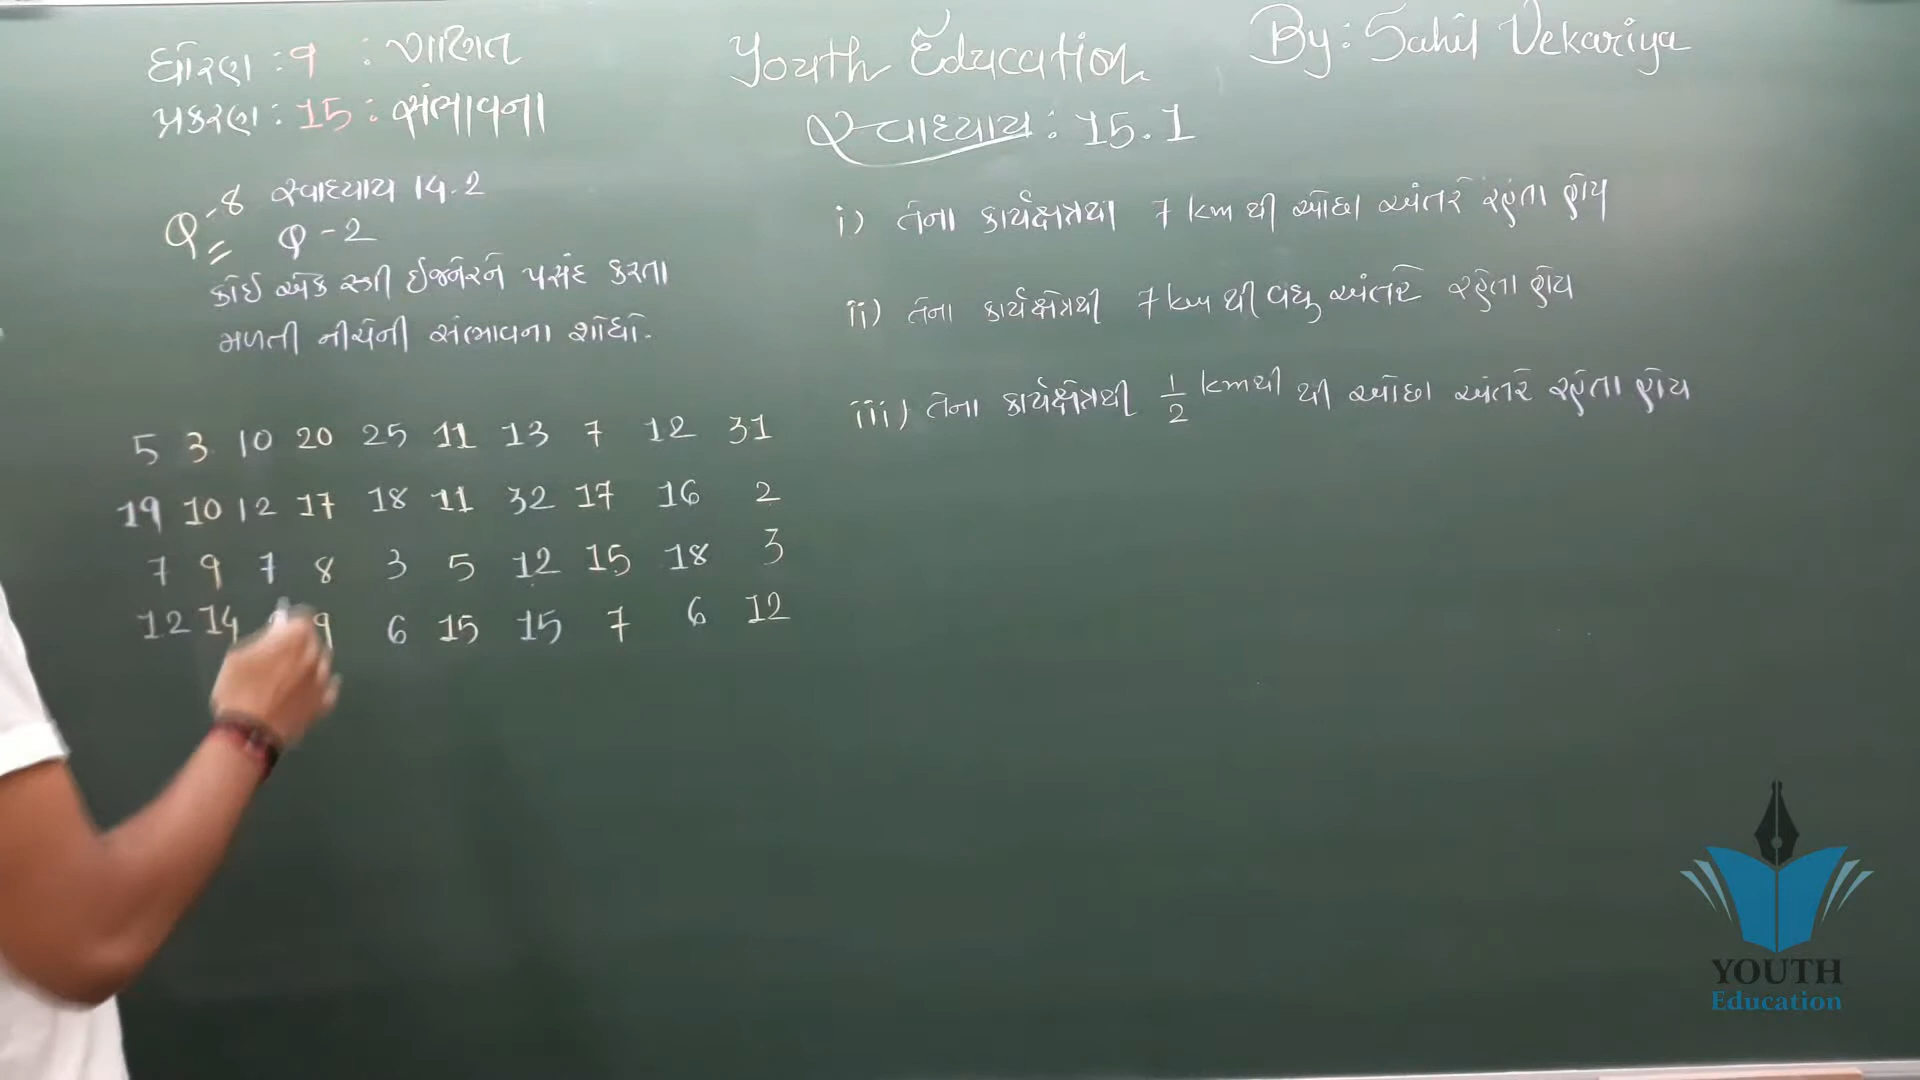 ધોરણ : 9 : ગણિત
પ્રકરણ : 15 : સંભાવના
Youth Education
By: Sahil Vekariya
સ્વાધ્યાય : 15.1
Q-8 સ્વાધ્યાય 14.2
Q-2
કોઈ એક સ્ત્રી ઈજનેરને પસંદ કરતા
મળતી નીચેની સંભાવના શોધો.
5 3 10 20 25 11 13 7 12 31
19 10 12 17 18 11 32 17 16 2
7 9 7 8 3 5 12 15 18 3
12 14 9 6 15 15 7 6 12
i) તેના કાર્યક્ષેત્રથી 7 km થી ઓછા અંતરે રહેતા હોય
ii) તેના કાર્યક્ષેત્રથી 7 km થી વધુ અંતરે રહેતા હોય
iii) તેના કાર્યક્ષેત્રથી 1/2 kmથી થી ઓછા અંતરે રહેતા હોય
YOUTH
Education